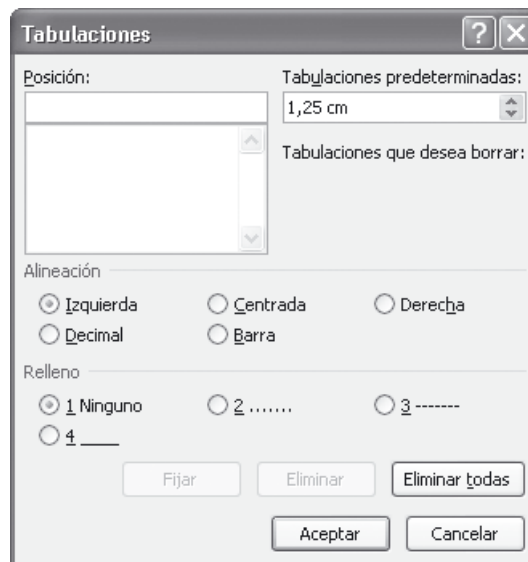 Tabulaciones
Posición: Tabulaciones predeterminadas:
1,25 cm
Tabulaciones que desea borrar:
Alineación
Izquierda Centrada Derecha
Decimal Barra
Relleno
1 Ninguno 2 ....... 3 -------
4 ____
Fijar Eliminar Eliminar todas
Aceptar Cancelar